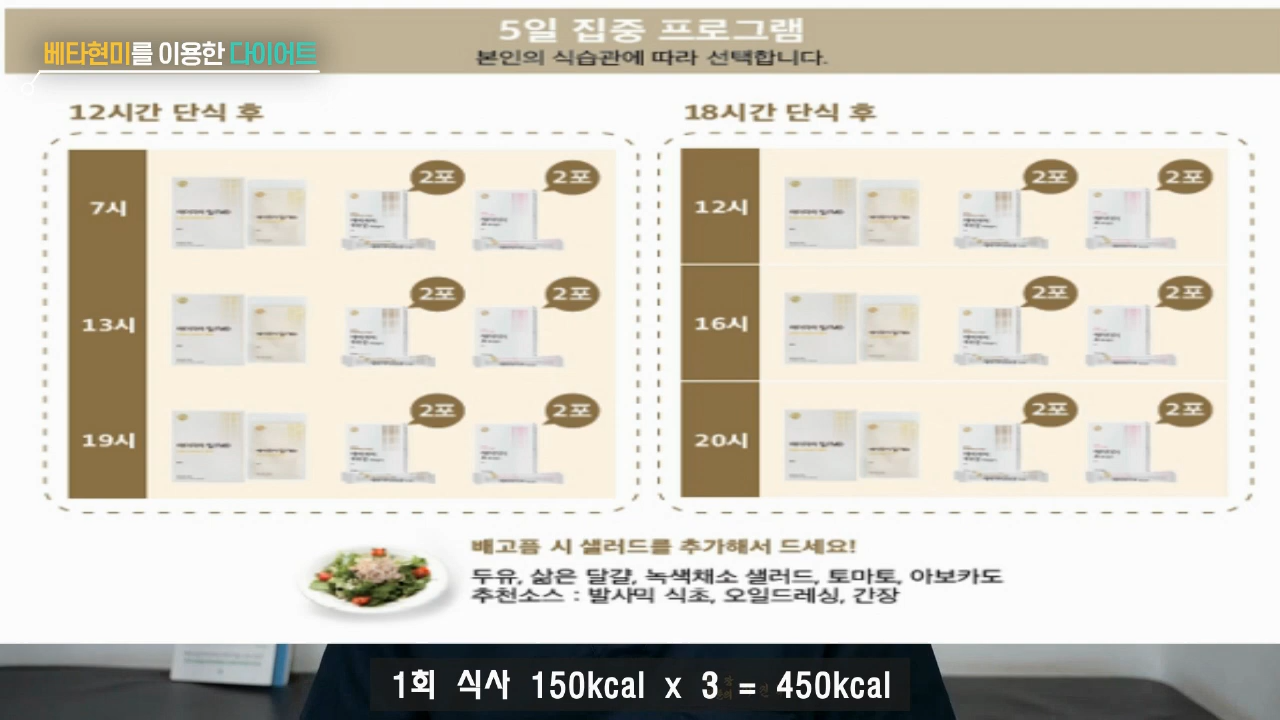 5일 집중 프로그램
본인의 식습관에 따라 선택합니다.
베타현미를 이용한 다이어트
12시간 단식 후
7시
2포
2포
13시
2포
2포
19시
2포
2포
18시간 단식 후
12시
2포
2포
16시
2포
2포
20시
2포
2포
배고픔 시 샐러드를 추가해서 드세요!
두유, 삶은 달걀, 녹색채소 샐러드, 토마토, 아보카도
추천소스 : 발사믹 식초, 오일드레싱, 간장
1회 식사 150kcal x 3 = 450kcal